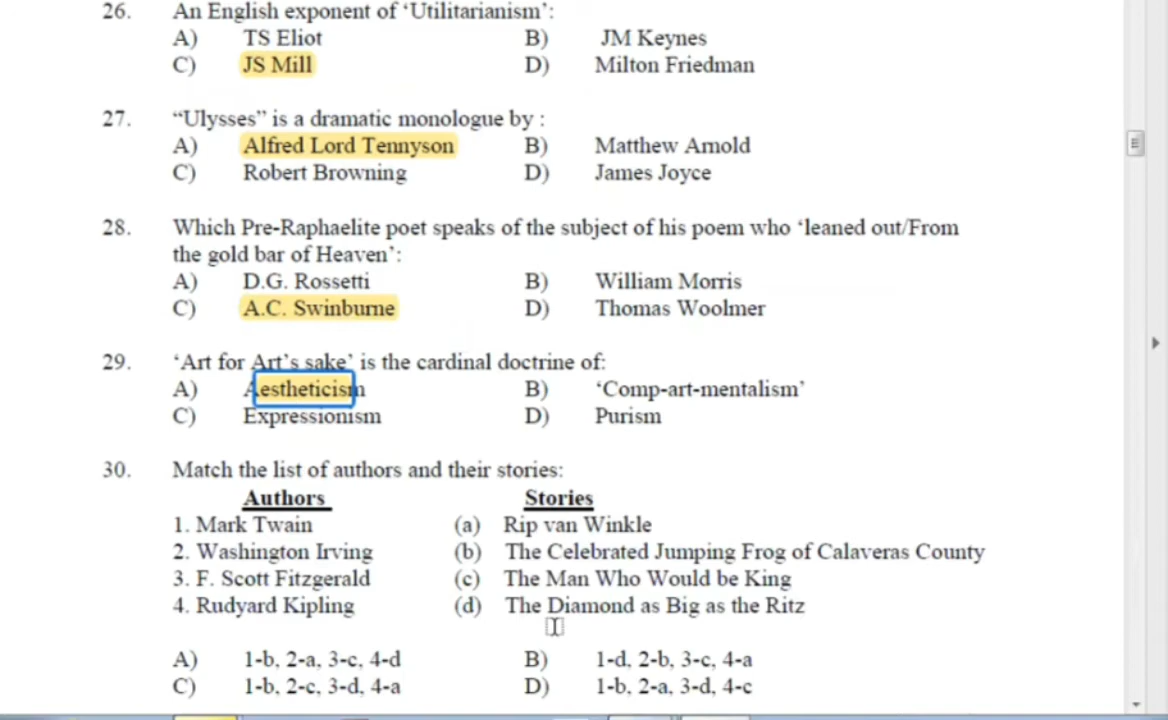 26. An English exponent of ‘Utilitarianism’:
A) TS Eliot B) JM Keynes
C) JS Mill D) Milton Friedman
27. “Ulysses” is a dramatic monologue by :
A) Alfred Lord Tennyson B) Matthew Arnold
C) Robert Browning D) James Joyce
28. Which Pre-Raphaelite poet speaks of the subject of his poem who ‘leaned out/From
the gold bar of Heaven’:
A) D.G. Rossetti B) William Morris
C) A.C. Swinburne D) Thomas Woolmer
29. ‘Art for Art’s sake’ is the cardinal doctrine of:
A) Aestheticism B) ‘Comp-art-mentalism’
C) Expressionism D) Purism
30. Match the list of authors and their stories:
Authors Stories
1. Mark Twain (a) Rip van Winkle
2. Washington Irving (b) The Celebrated Jumping Frog of Calaveras County
3. F. Scott Fitzgerald (c) The Man Who Would be King
4. Rudyard Kipling (d) The Diamond as Big as the Ritz
A) 1-b, 2-a, 3-c, 4-d B) 1-d, 2-b, 3-c, 4-a
C) 1-b, 2-c, 3-d, 4-a D) 1-b, 2-a, 3-d, 4-c